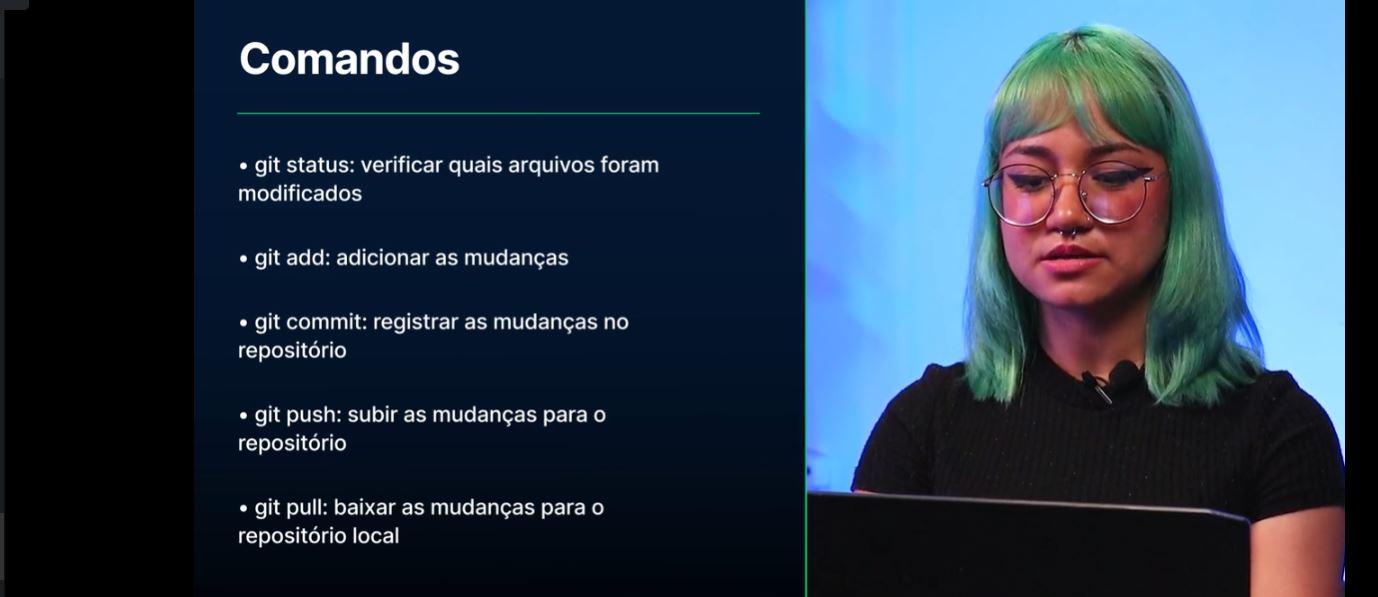 Comandos
• git status: verificar quais arquivos foram
modificados
• git add: adicionar as mudanças
• git commit: registrar as mudanças no
repositório
• git push: subir as mudanças para o
repositório
• git pull: baixar as mudanças para o
repositório local